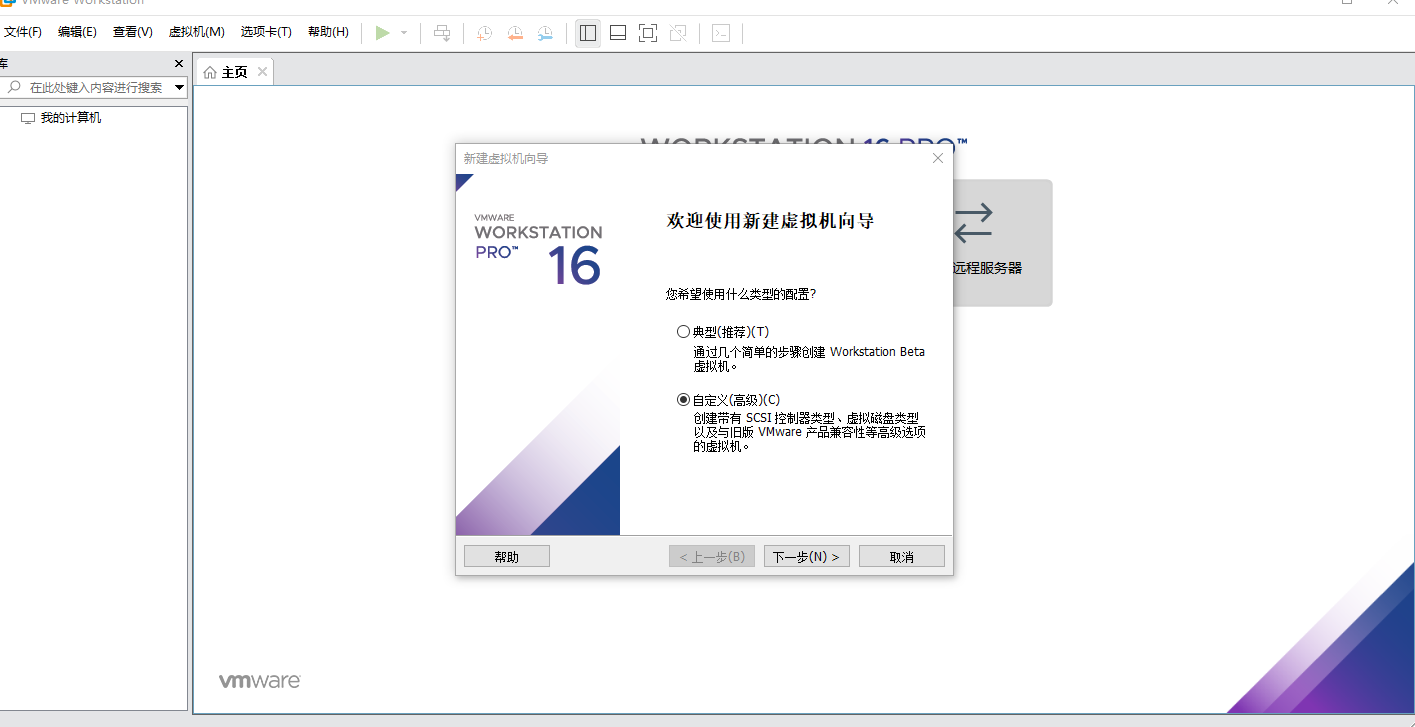 VMware Workstation
文件(F) 编辑(E) 查看(V) 虚拟机(M) 选项卡(T) 帮助(H)
库
在此处键入内容进行搜索
我的计算机
主页
WORKSTATION 16 PRO™
远程服务器
新建虚拟机向导
VMWARE
WORKSTATION
PRO™ 16
欢迎使用新建虚拟机向导
您希望使用什么类型的配置?
典型(推荐)(T)
通过几个简单的步骤创建 Workstation Beta
虚拟机。
自定义(高级)(C)
创建带有 SCSI 控制器类型、虚拟磁盘类型
以及与旧版 VMware 产品兼容性等高级选项
的虚拟机。
帮助 < 上一步(B) 下一步(N) > 取消
vmware